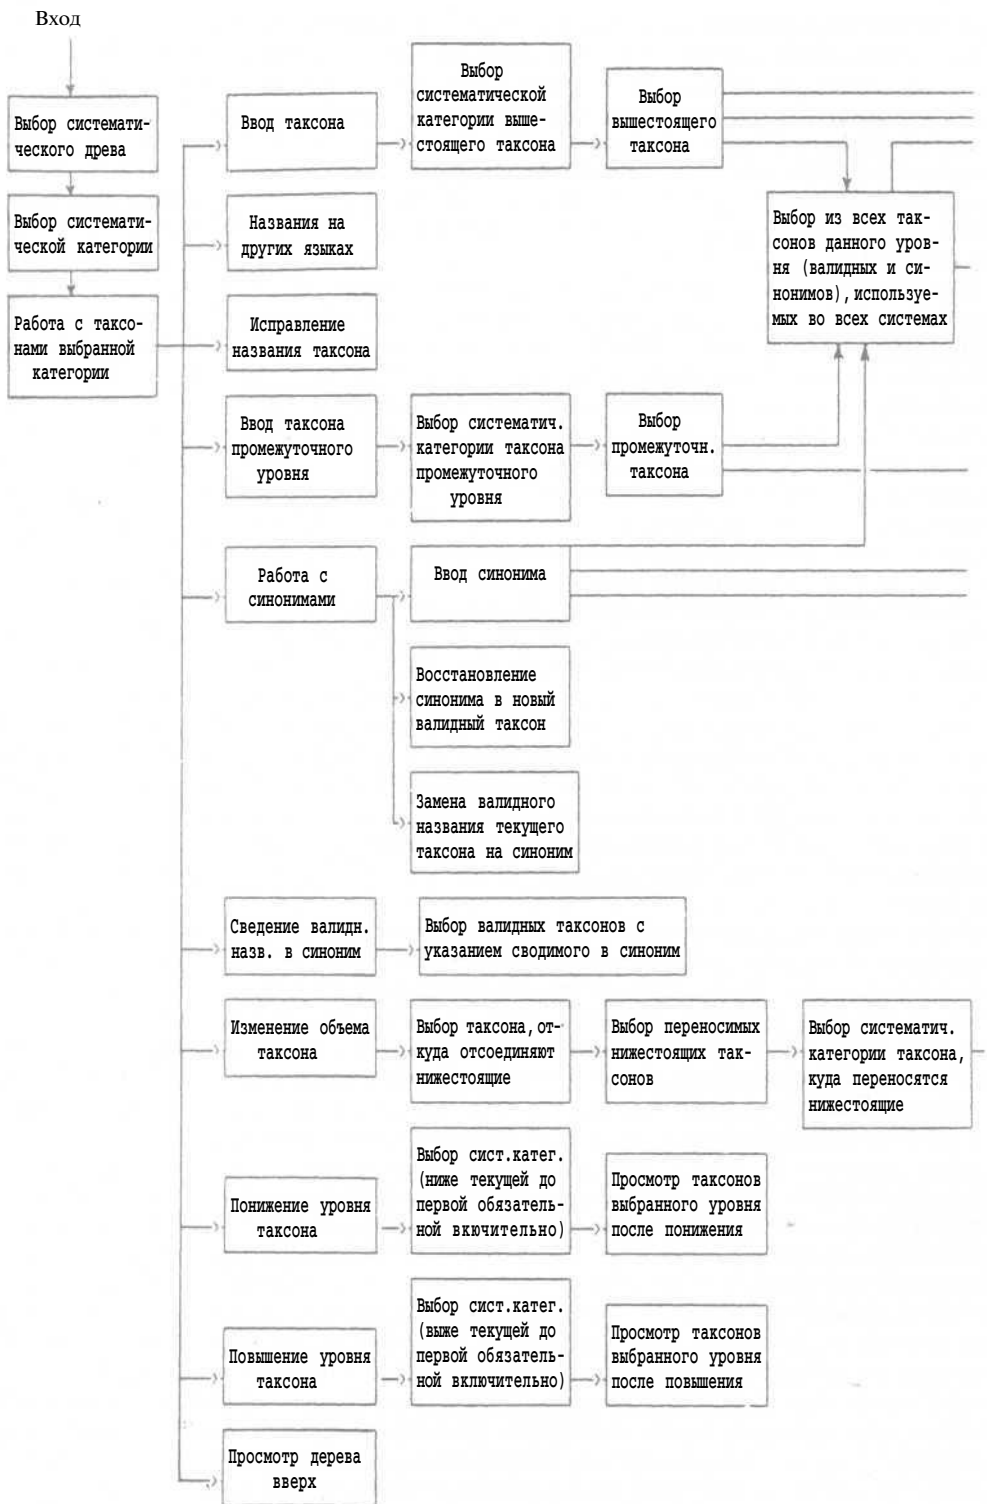 Вход
Выбор системати-
ческого древа
Выбор системати-
ческой категории
Работа с таксо-
нами выбранной
категории
Ввод таксона
Выбор
систематической
категории выше-
стоящего таксона
Выбор
вышестоящего
таксона
Выбор из всех так-
сонов данного уров-
ня (валидных и си-
нонимов), используе-
мых во всех системах
Названия на
других языках
Исправление
названия таксона
Ввод таксона
промежуточного
уровня
Выбор систематич.
категории таксона
промежуточного
уровня
Выбор
промежуточн.
таксона
Работа с
синонимами
Ввод синонима
Восстановление
синонима в новый
валидный таксон
Замена валидного
названия текущего
таксона на синоним
Сведение валидн.
назв. в синоним
Выбор валидных таксонов с
указанием сводимого в синоним
Изменение объема
таксона
Выбор таксона, от-
куда отсоединяют
нижестоящие
Выбор переносимых
нижестоящих так-
сонов
Выбор систематич.
категории таксона,
куда переносятся
нижестоящие
Понижение уровня
таксона
Выбор сист.катег.
(ниже текущей до
первой обязатель-
ной вкючительно)
Просмотр таксонов
выбранного уровня
после понижения
Повышение уровня
таксона
Выбор сист.катег.
(выже текущей до
первой обязатель-
ной включительно)
Просмотр таксонов
выбранного уровня
после повышения
Просмотр дерева
вверх